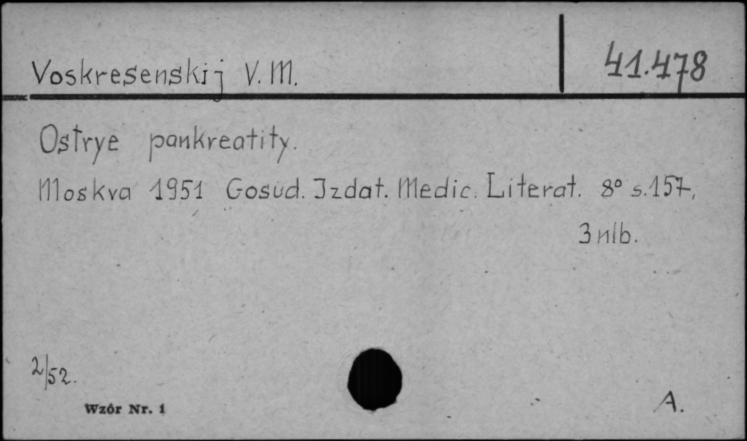 Voskresenskij V. M.
41.478
Ostrye pankreatity.
Moskva 1951 Gosud. Izdat. Medic. Literat. 8° s.157,
3 nlb.
2/52.
Wzór Nr. 1
A.